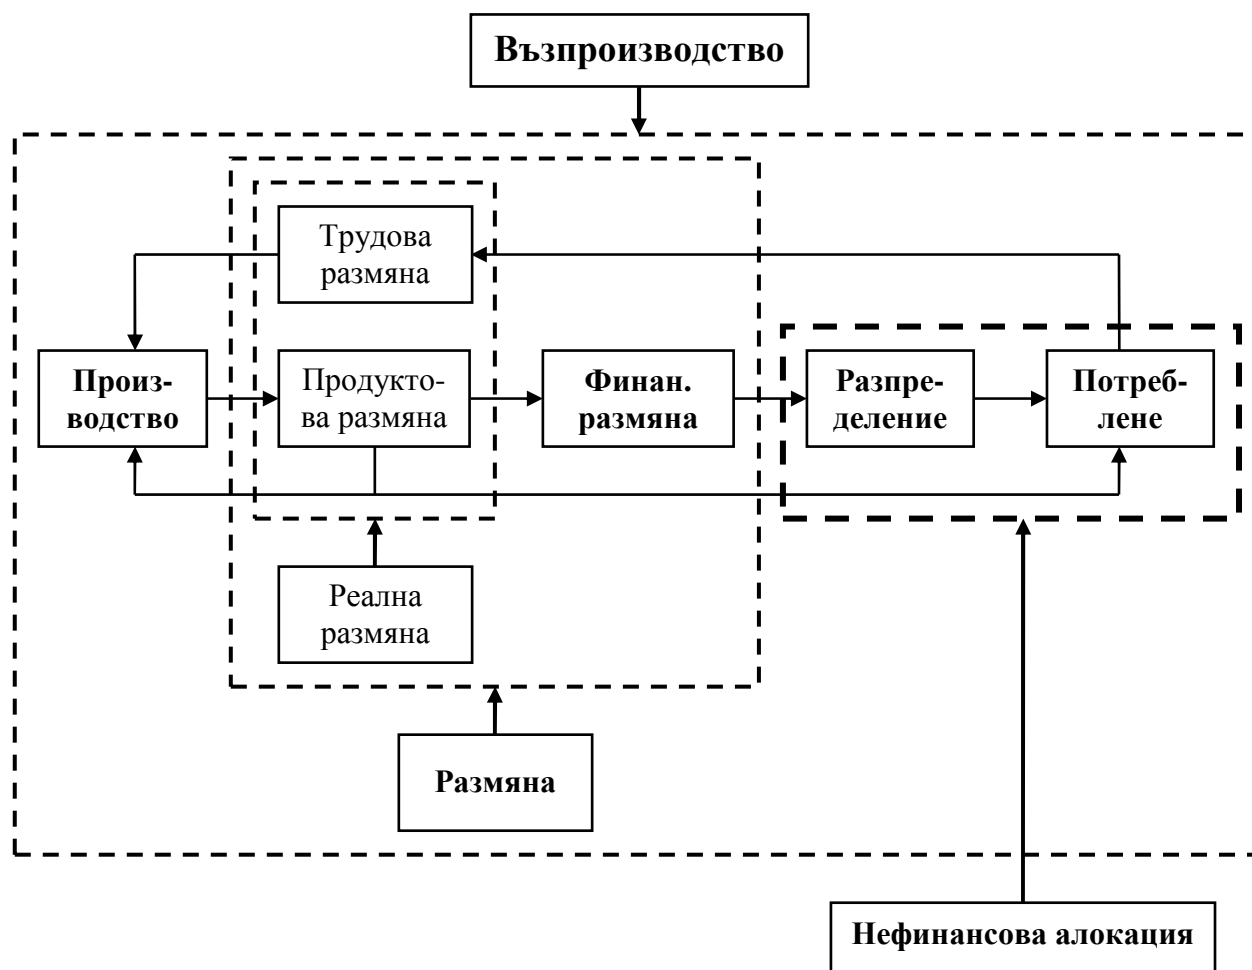 Възпроизводство
Трудова
размяна
Произ-
водство
Продукто-
ва размяна
Финан.
размяна
Разпре-
деление
Потреб-
лене
Реална
размяна
Размяна
Нефинансова алокация